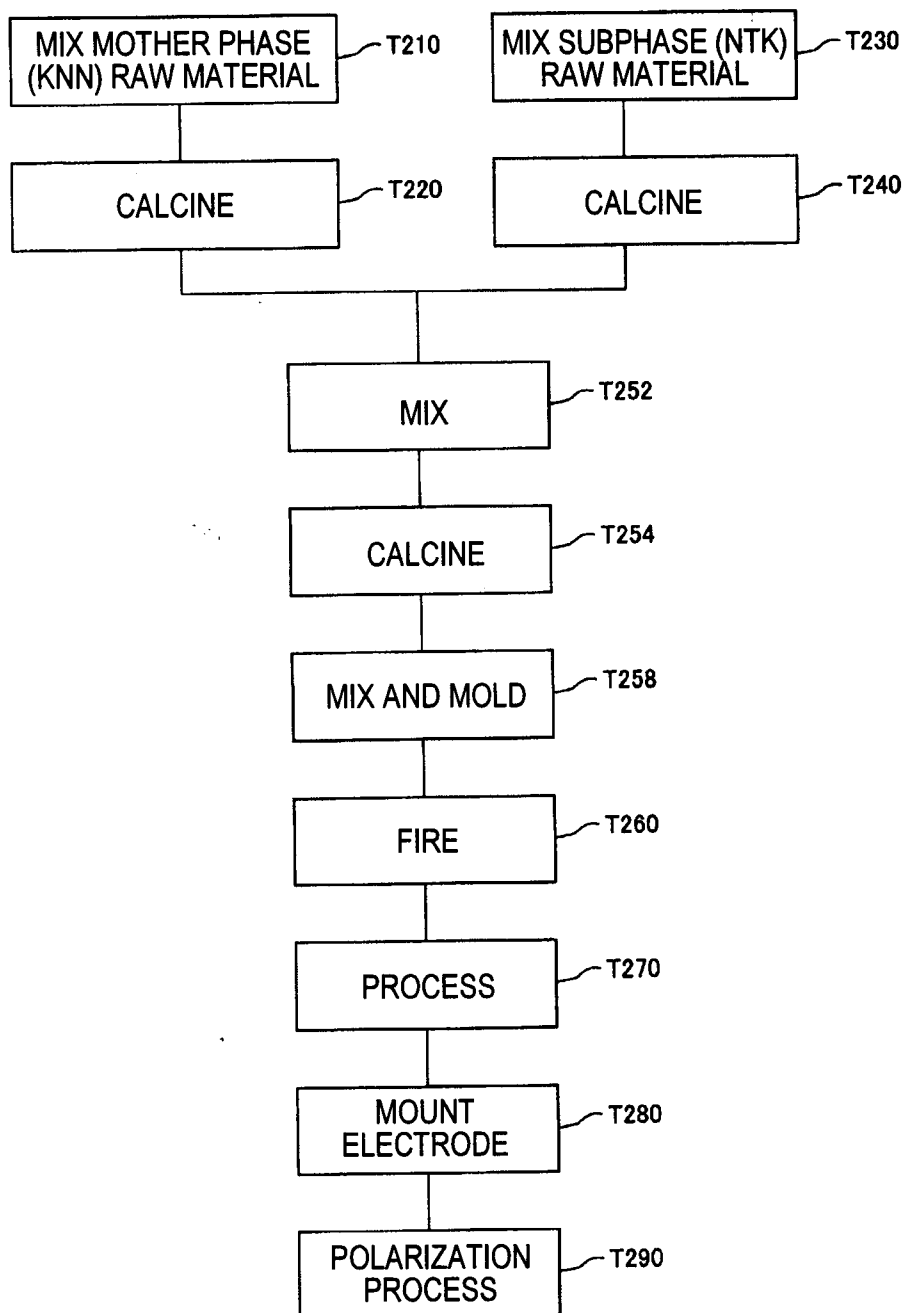 MIX MOTHER PHASE
(KNN) RAW MATERIAL
T210
MIX SUBPHASE (NTK)
RAW MATERIAL
T230
CALCINE
T220
CALCINE
T240
MIX
T252
CALCINE
T254
MIX AND MOLD
T258
FIRE
T260
PROCESS
T270
MOUNT
ELECTRODE
T280
POLARIZATION
PROCESS
T290